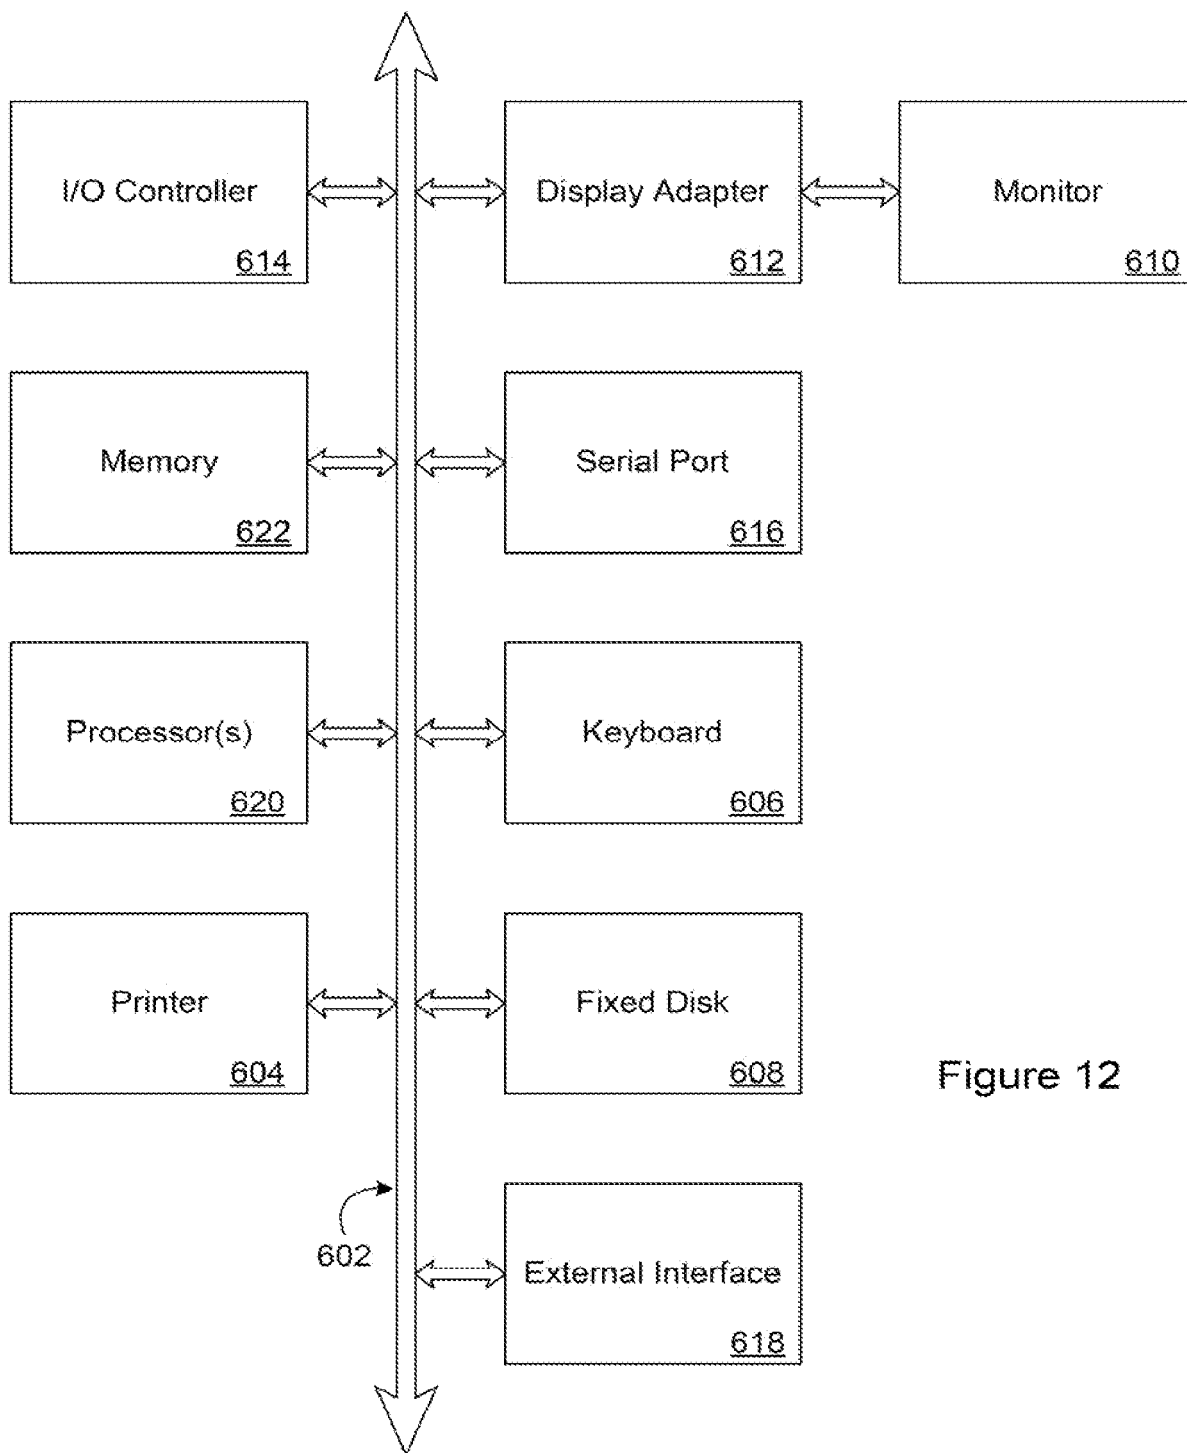 I/O Controller
614
Display Adapter
612
Monitor
610
Memory
622
Serial Port
616
Processor(s)
620
Keyboard
606
Printer
604
Fixed Disk
608
Figure 12
602
External Interface
618